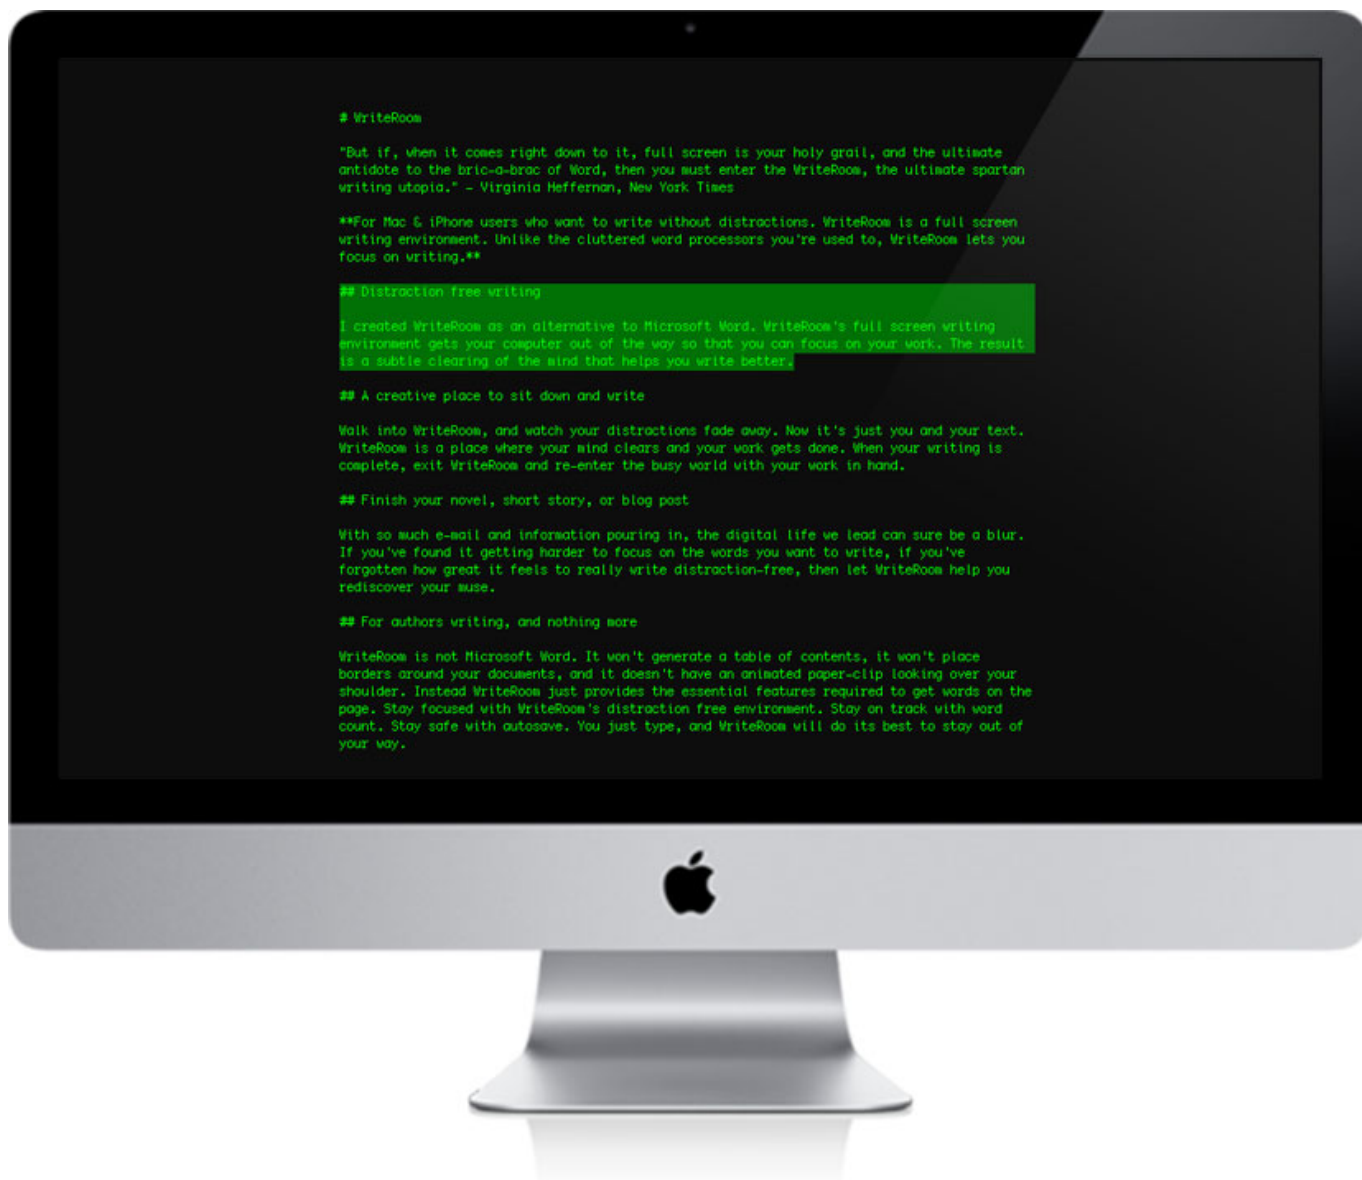 # WriteRoom
"But if, when it comes right down to it, full screen is your holy grail, and the ultimate
antidote to the bric-a-brac of Word, then you must enter the WriteRoom, the ultimate spartan
writing utopia." – Virginia Heffernan, New York Times
**For Mac & iPhone users who want to write without distractions. WriteRoom is a full screen
writing environment. Unlike the cluttered word processors you're used to, WriteRoom lets you
focus on writing.**
## Distraction free writing
I created WriteRoom as an alternative to Microsoft Word. WriteRoom's full screen writing
environment gets your computer out of the way so that you can focus on your work. The result
is a subtle clearing of the mind that helps you write better.
## A creative place to sit down and write
Walk into WriteRoom, and watch your distractions fade away. Now it's just you and your text.
WriteRoom is a place where your mind clears and your work gets done. When your writing is
complete, exit WriteRoom and re-enter the busy world with your work in hand.
## Finish your novel, short story, or blog post
With so much e-mail and information pouring in, the digital life we lead can sure be a blur.
If you've found it getting harder to focus on the words you want to write, if you've
forgotten how great it feels to really write distraction-free, then let WriteRoom help you
rediscover your muse.
## For authors writing, and nothing more
WriteRoom is not Microsoft Word. It won't generate a table of contents, it won't place
borders around your documents, and it doesn't have an animated paper-clip looking over your
shoulder. Instead WriteRoom just provides the essential features required to get words on the
page. Stay focused with WriteRoom's distraction free environment. Stay on track with word
count. Stay safe with autosave. You just type, and WriteRoom will do its best to stay out of
your way.